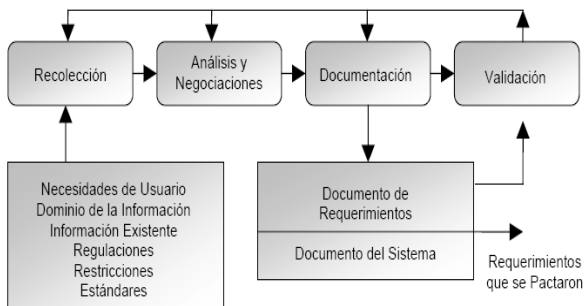 Recolección
Análisis y
Negociaciones
Documentación
Validación
Necesidades de Usuario
Dominio de la Información
Información Existente
Regulaciones
Restricciones
Estándares
Documento de
Requerimientos
Documento del Sistema
Requerimientos
que se Pactaron